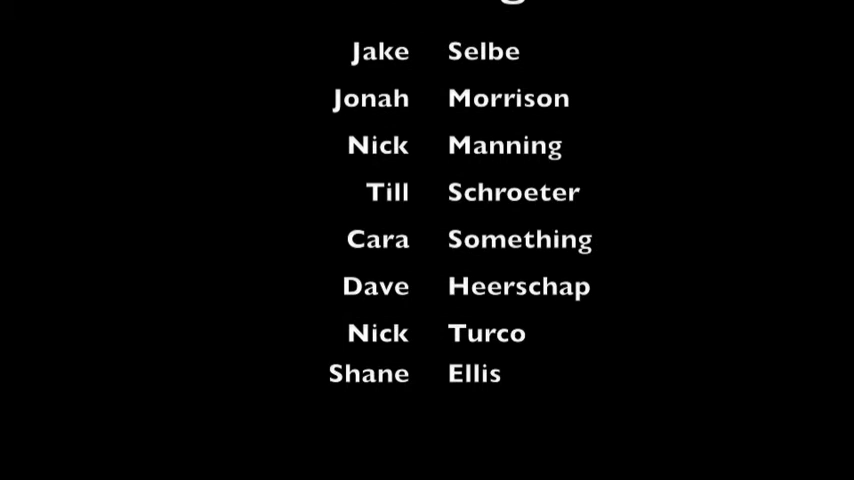 Jake Selbe
Jonah Morrison
Nick Manning
Till Schroeter
Cara Something
Dave Heerschap
Nick Turco
Shane Ellis